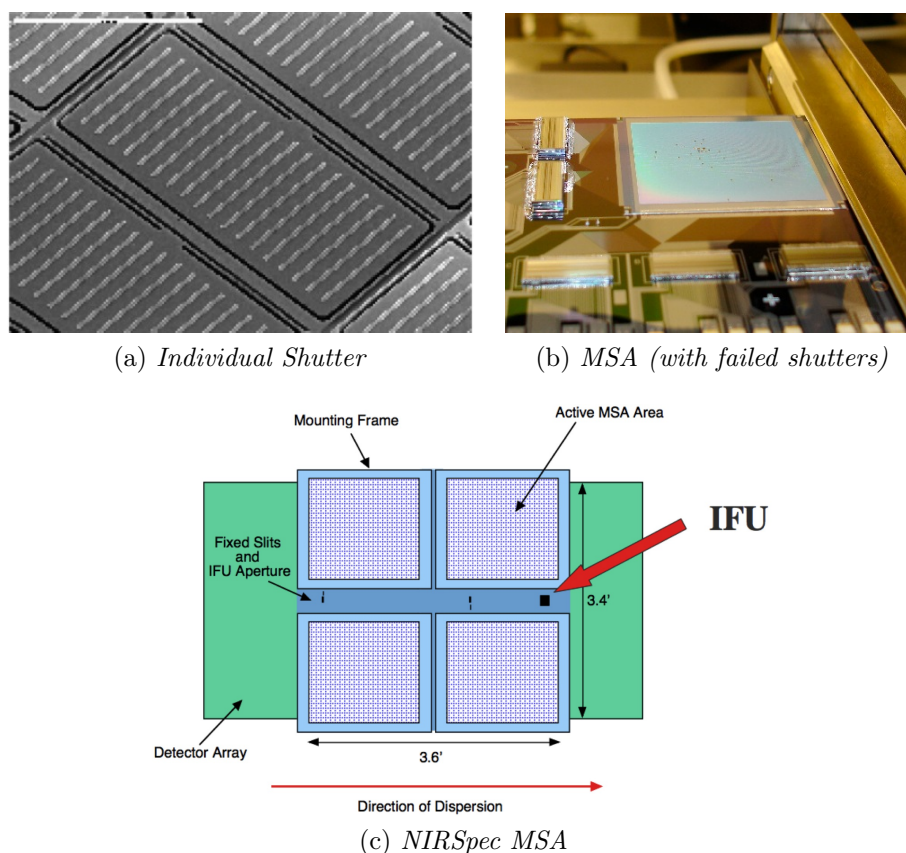 (a) Individual Shutter
(b) MSA (with failed shutters)
Mounting Frame
Active MSA Area
IFU
Fixed Slits
and
IFU Aperture
3.4'
Detector Array
3.6'
Direction of Dispersion
(c) NIRSpec MSA